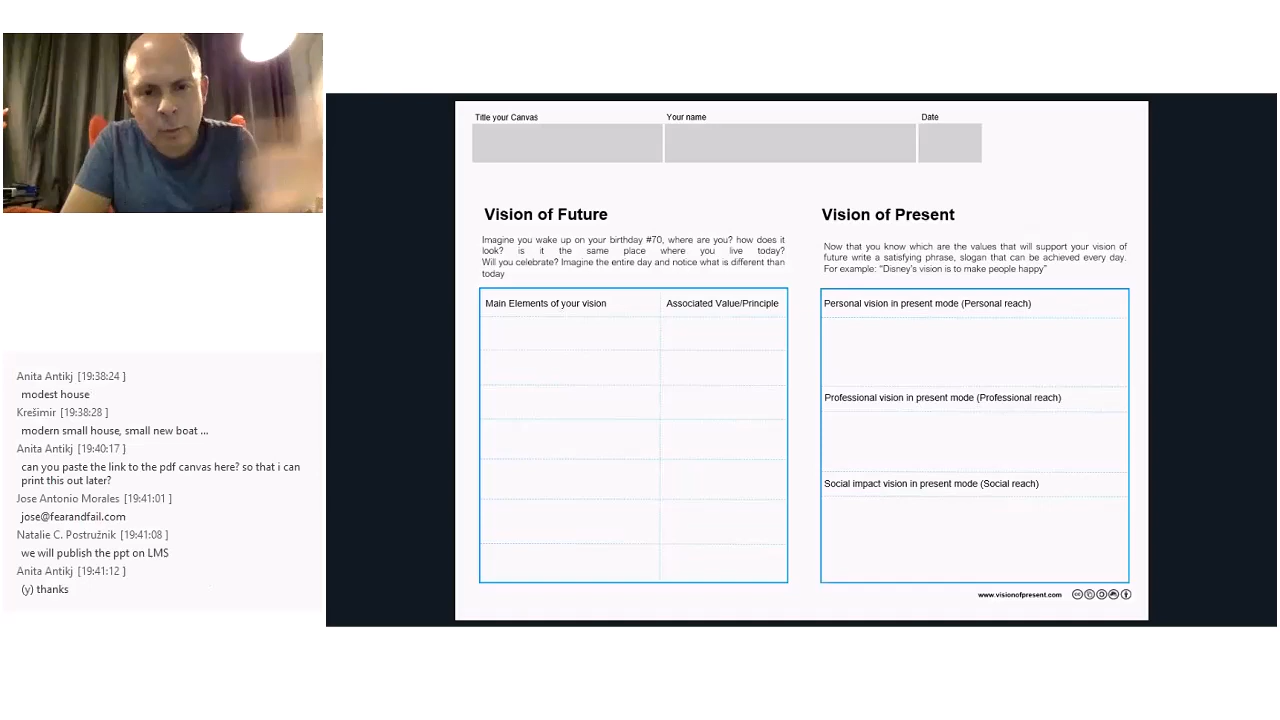 Title your Canvas
Your name
Date
Vision of Future
Imagine you wake up on your birthday #70, where are you? how does it
look? is it the same place where you live today?
Will you celebrate? Imagine the entire day and notice what is different than
today
Main Elements of your vision
Associated Value/Principle
Vision of Present
Now that you know which are the values that will support your vision of
future write a satisfying phrase, slogan that can be achieved every day.
For example: “Disney's vision is to make people happy”
Personal vision in present mode (Personal reach)
Professional vision in present mode (Professional reach)
Social impact vision in present mode (Social reach)
www.visionofpresent.com
Anita Antikj [19:38:24 ]
modest house
Krešimir [19:38:28 ]
modern small house, small new boat ...
Anita Antikj [19:40:17 ]
can you paste the link to the pdf canvas here? so that i can
print this out later?
Jose Antonio Morales [19:41:01 ]
jose@fearandfail.com
Natalie C. Postružnik [19:41:08 ]
we will publish the ppt on LMS
Anita Antikj [19:41:12 ]
(y) thanks